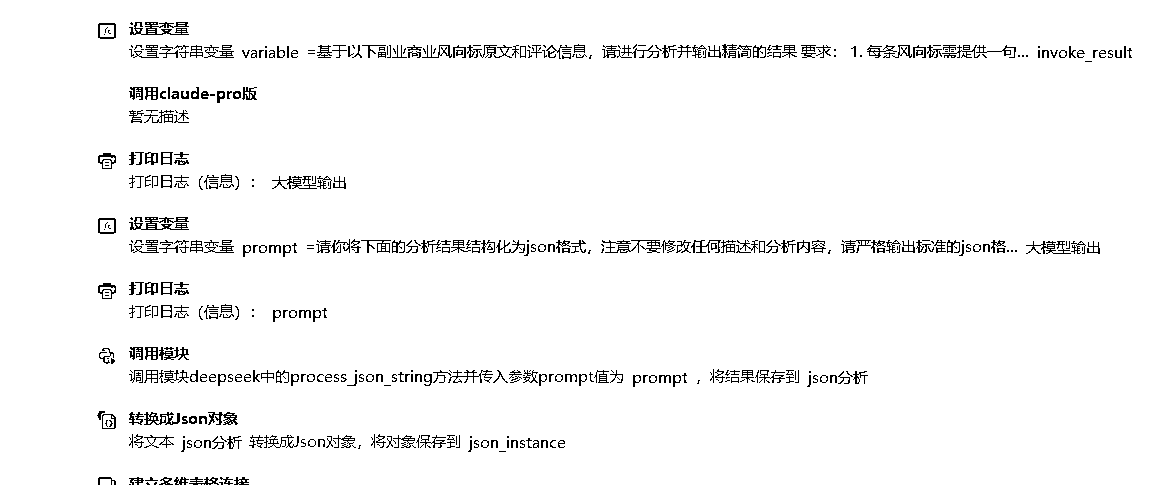 设置变量
设置字符串变量 variable =基于以下副业商业风向标原文和评论信息，请进行分析并输出精简的结果 要求： 1. 每条风向标需提供一句... invoke_result
调用claude-pro版
暂无描述
打印日志
打印日志（信息）： 大模型输出
设置变量
设置字符串变量 prompt =请你将下面的分析结果结构化为json格式，注意不要修改任何描述和分析内容，请严格输出标准的json格... 大模型输出
打印日志
打印日志（信息）： prompt
调用模块
调用模块deepseek中的process_json_string方法并传入参数prompt值为 prompt ，将结果保存到 json分析
转换成Json对象
将文本 json分析 转换成Json对象，将对象保存到 json_instance
建立多维表格连接